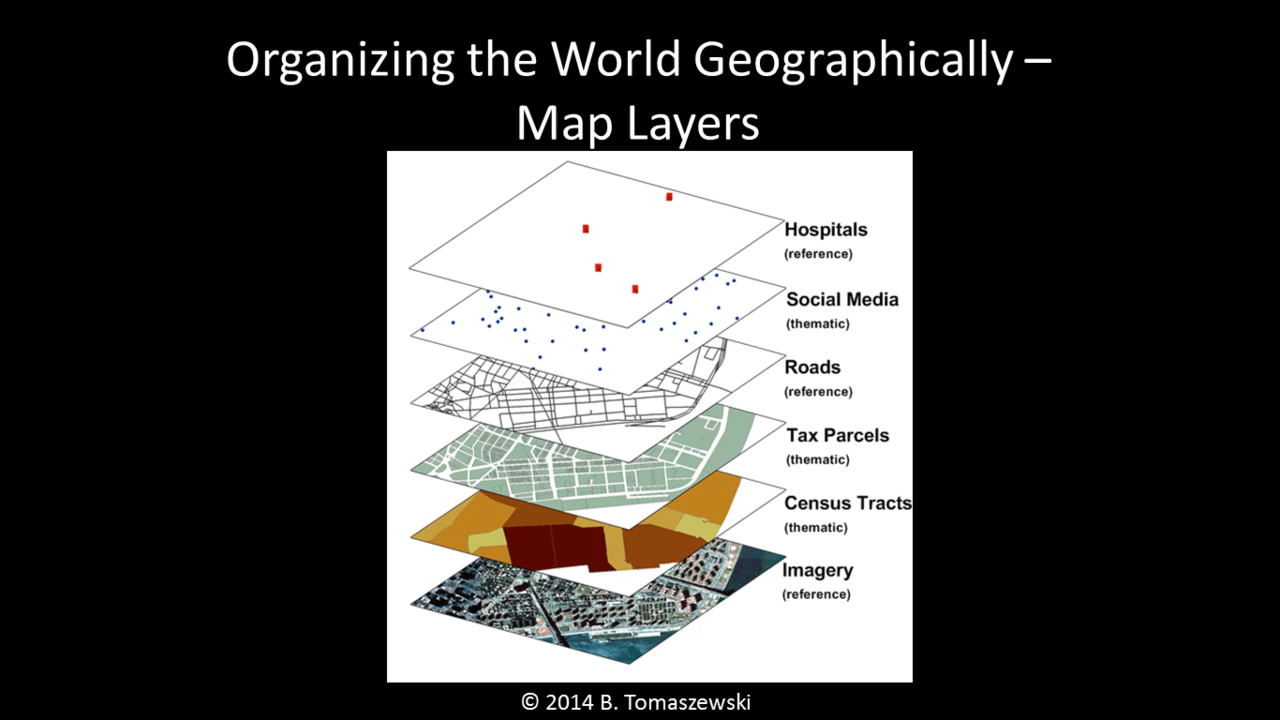 Organizing the World Geographically –
Map Layers
Hospitals
(reference)
Social Media
(thematic)
Roads
(reference)
Tax Parcels
(thematic)
Census Tracts
(thematic)
Imagery
(reference)
© 2014 B. Tomaszewski